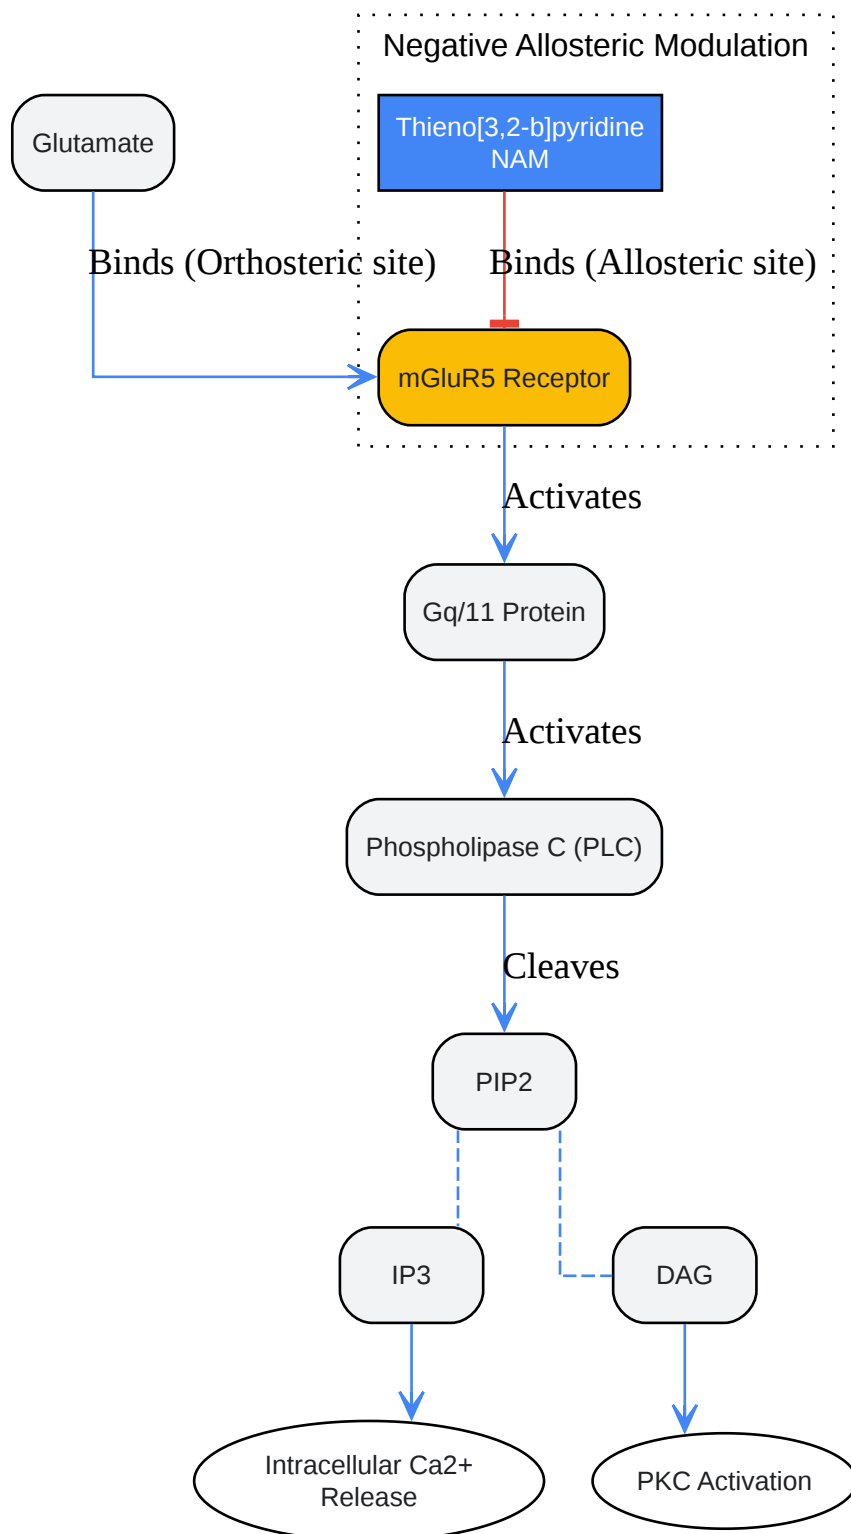 Negative Allosteric Modulation
Glutamate
Thieno[3,2-b]pyridine
NAM
Binds (Orthosteric site)
Binds (Allosteric site)
mGluR5 Receptor
Activates
Gq/11 Protein
Activates
Phospholipase C (PLC)
Cleaves
PIP2
IP3
DAG
Intracellular Ca2+
Release
PKC Activation